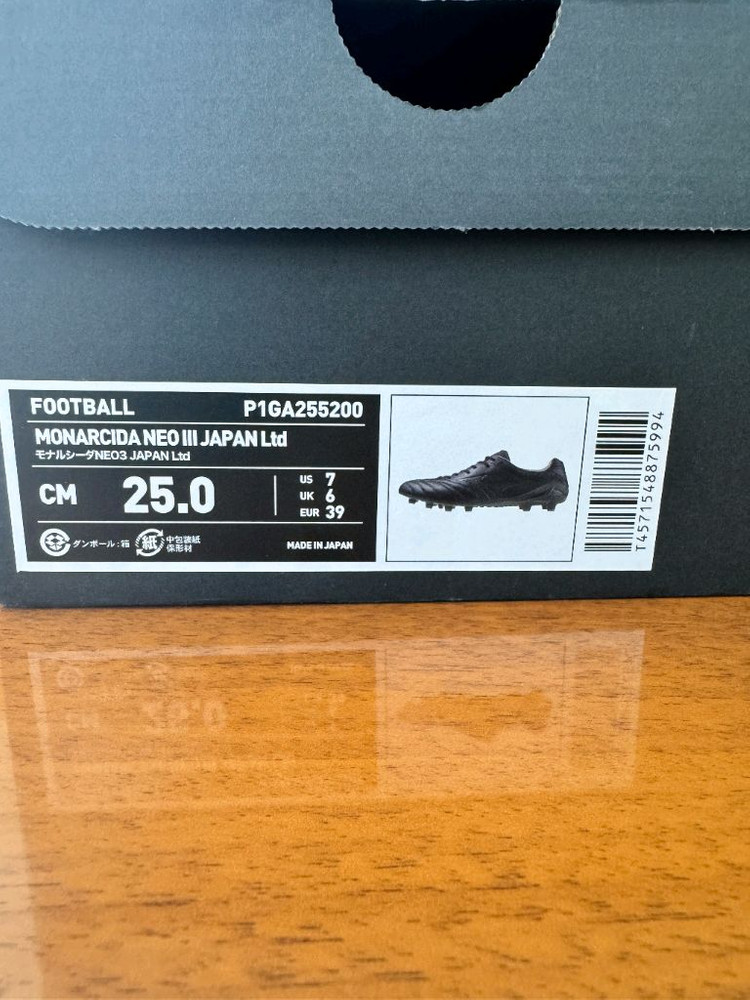 FOOTBALL P1GA255200
MONARCIDA NEO III JAPAN Ltd
モナルシーダNEO3 JAPAN Ltd
CM 25.0
US 7
UK 6
EUR 39
ダンボール:箱
紙
中包装紙
保形材
MADE IN JAPAN
T4571548875994